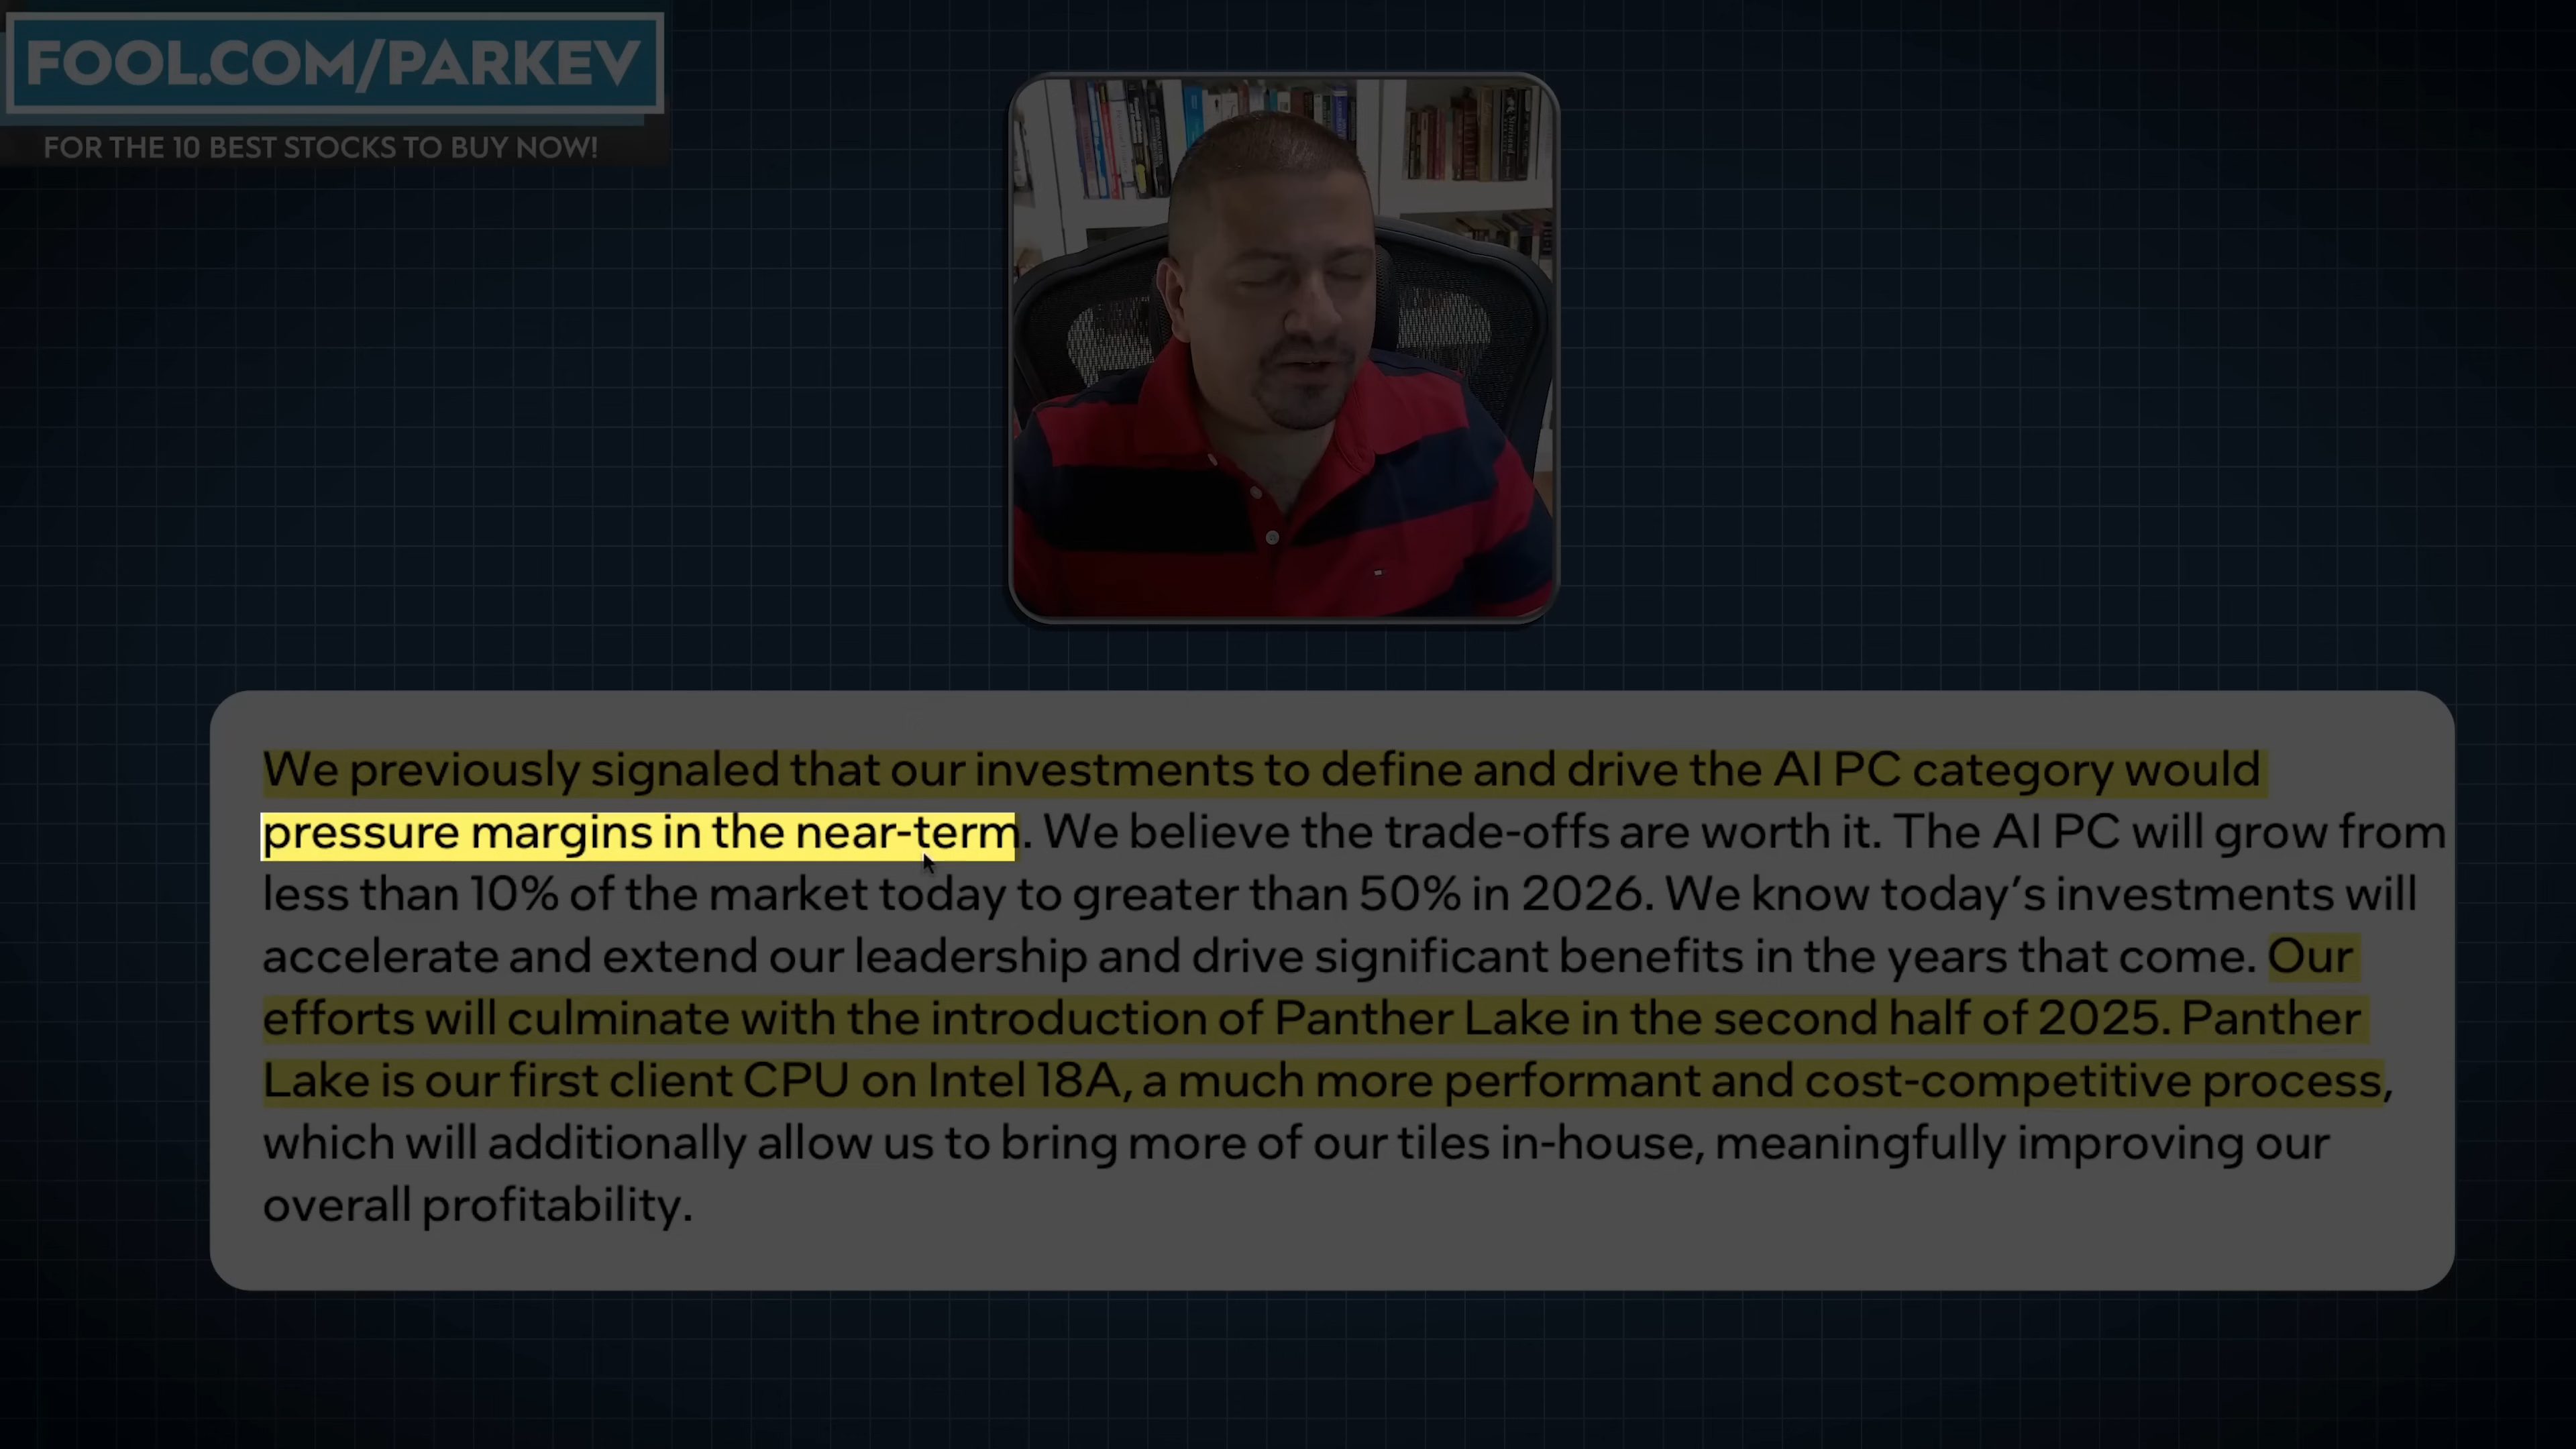 FOOL.COM/PARKEV
FOR THE 10 BEST STOCKS TO BUY NOW!
We previously signaled that our investments to define and drive the AI PC category would
pressure margins in the near-term. We believe the trade-offs are worth it. The AI PC will grow from
less than 10% of the market today to greater than 50% in 2026. We know today's investments will
accelerate and extend our leadership and drive significant benefits in the years that come. Our
efforts will culminate with the introduction of Panther Lake in the second half of 2025. Panther
Lake is our first client CPU on Intel 18A, a much more performant and cost-competitive process,
which will additionally allow us to bring more of our tiles in-house, meaningfully improving our
overall profitability.